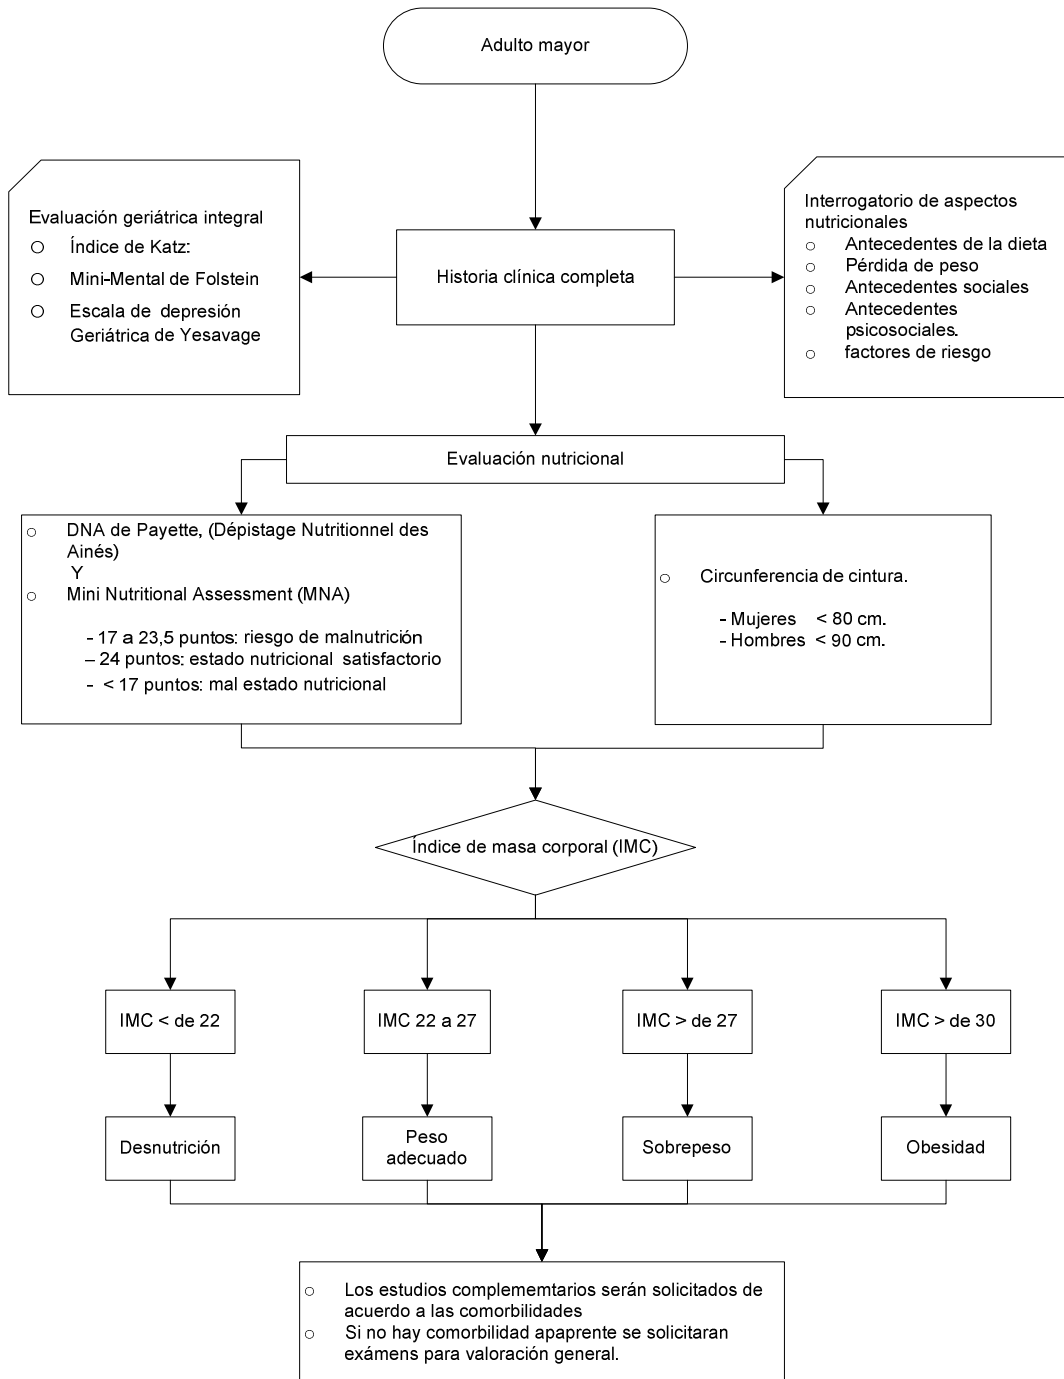 Adulto mayor
Evaluación geriátrica integral
○ Índice de Katz:
○ Mini-Mental de Folstein
○ Escala de depresión
Geriátrica de Yesavage
Historia clínica completa
Interrogatorio de aspectos
nutricionales
○ Antecedentes de la dieta
○ Pérdida de peso
○ Antecedentes sociales
○ Antecedentes
psicosociales.
○ factores de riesgo
Evaluación nutricional
○ DNA de Payette, (Dépistage Nutritionnel des
Ainés)
Y
○ Mini Nutritional Assessment (MNA)
- 17 a 23,5 puntos: riesgo de malnutrición
– 24 puntos: estado nutricional satisfactorio
- < 17 puntos: mal estado nutricional
○ Circunferencia de cintura.
- Mujeres < 80 cm.
- Hombres < 90 cm.
Índice de masa corporal (IMC)
IMC < de 22
IMC 22 a 27
IMC > de 27
IMC > de 30
Desnutrición
Peso
adecuado
Sobrepeso
Obesidad
○ Los estudios complememtarios serán solicitados de
acuerdo a las comorbilidades
○ Si no hay comorbilidad apaprente se solicitaran
exámens para valoración general.